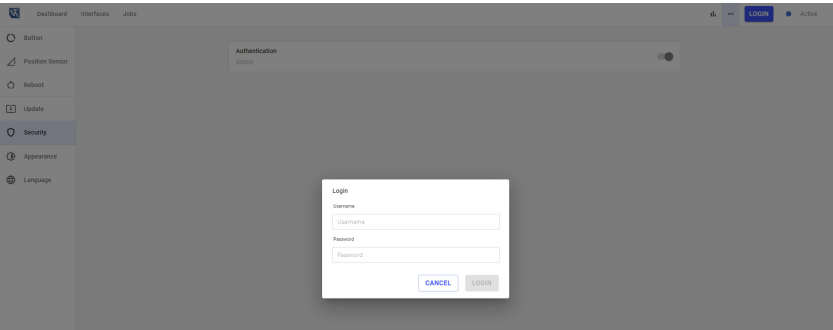 Dashboard Interfaces Jobs LOGIN Active
Button
Position Sensor
Reboot
Update
Security
Appearance
Language
Authentication
Active
Login
Username
Username
Password
Password
CANCEL LOGIN